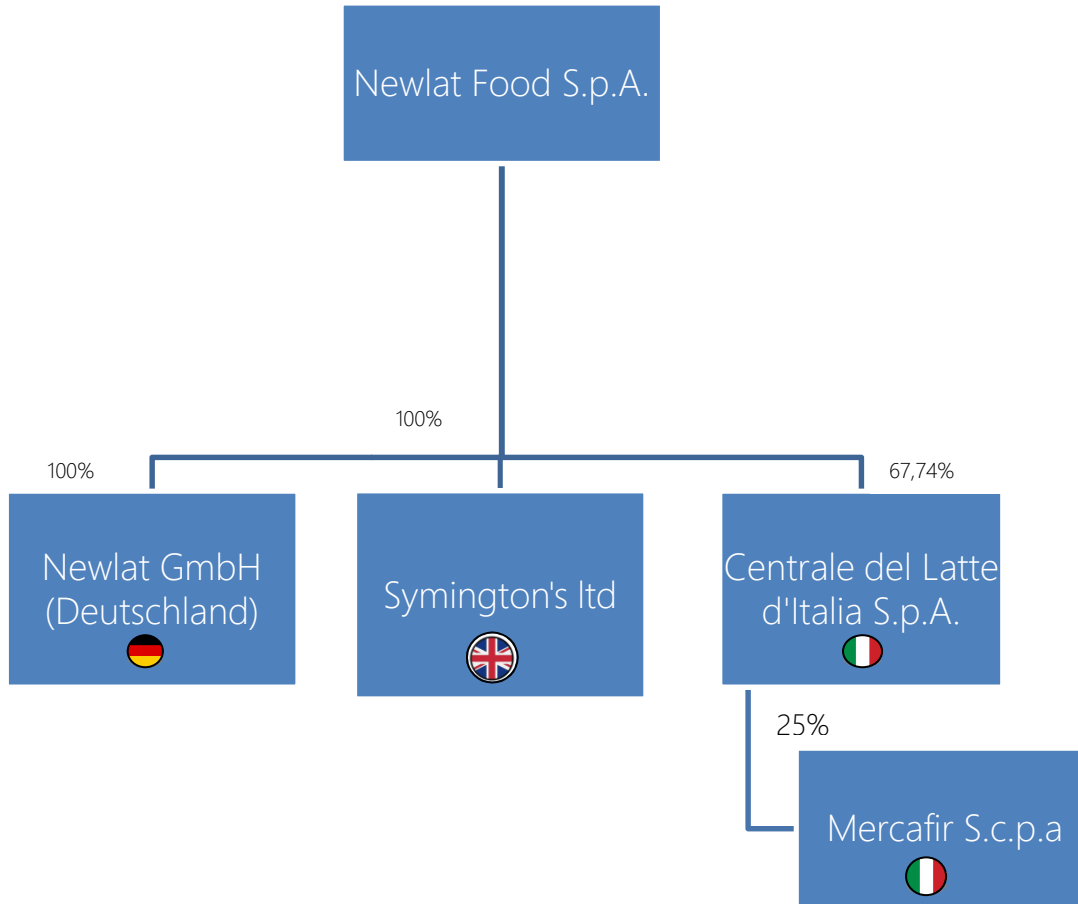 Newlat Food S.p.A.
100%
100%
67,74%
Newlat GmbH
(Deutschland)
Symington's ltd
Centrale del Latte
d'Italia S.p.A.
25%
Mercafir S.c.p.a